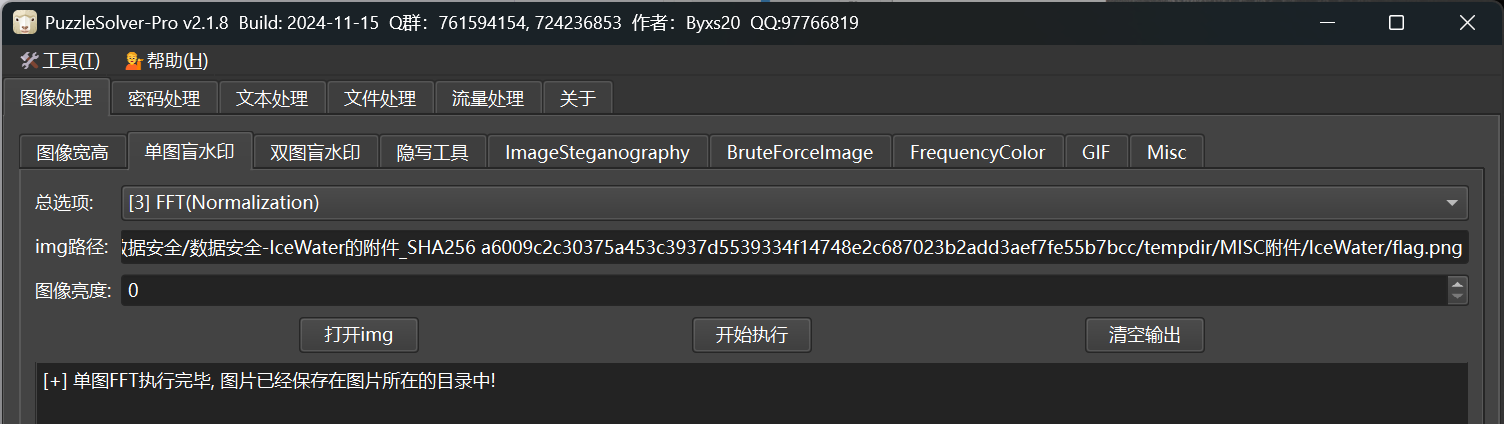 PuzzleSolver-Pro v2.1.8 Build: 2024-11-15 Q群：761594154, 724236853 作者：Byxs20 QQ:97766819
工具(T) 帮助(H)
图像处理 密码处理 文本处理 文件处理 流量处理 关于
图像宽高 单图盲水印 双图盲水印 隐写工具 ImageSteganography BruteForceImage FrequencyColor GIF Misc
总选项: [3] FFT(Normalization)
img路径: 据安全/数据安全-IceWater的附件_SHA256 a6009c2c30375a453c3937d5539334f14748e2c687023b2add3aef7fe55b7bcc/tempdir/MISC附件/IceWater/flag.png
图像亮度: 0
打开img 开始执行 清空输出
[+] 单图FFT执行完毕, 图片已经保存在图片所在的目录中!